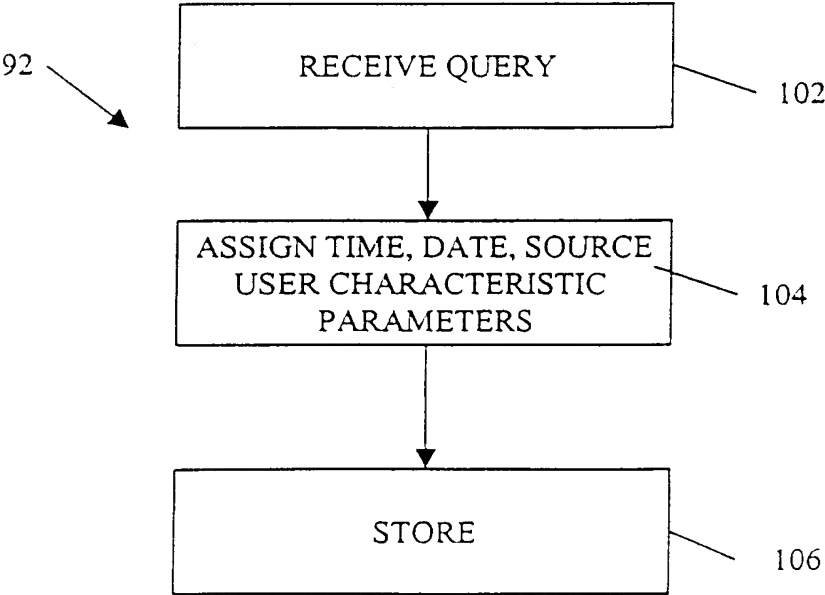 RECEIVE QUERY
92
102
ASSIGN TIME, DATE, SOURCE
USER CHARACTERISTIC
PARAMETERS
104
STORE
106